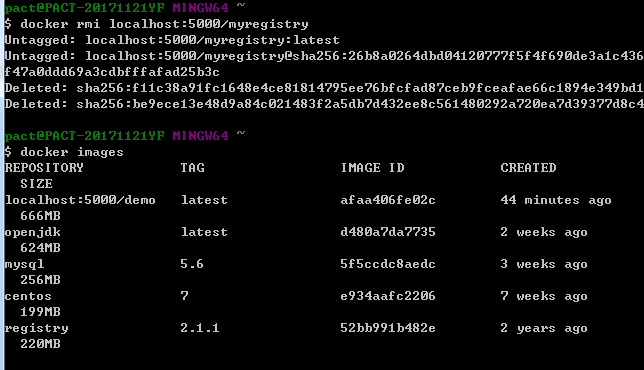 pact@PACT-20171121YF MINGW64 ~
$ docker rmi localhost:5000/myregistry
Untagged: localhost:5000/myregistry:latest
Untagged: localhost:5000/myregistry@sha256:26b8a0264dbd04120777f5f4f690de3a1c436
f47a0ddd69a3cdbfffafad25b3c
Deleted: sha256:f11c38a91fc1648e4ce81814795ee76bfcfad87ceb9fceafae66c1894e349bd1
Deleted: sha256:be9ece13e48d9a84c021483f2a5db7d432ee8c561480292a720ea7d39377d8c4
pact@PACT-20171121YF MINGW64 ~
$ docker images
REPOSITORY TAG IMAGE ID CREATED
SIZE
localhost:5000/demo latest afaa406fe02c 44 minutes ago
666MB
openjdk latest d480a7da7735 2 weeks ago
624MB
mysql 5.6 5f5ccdc8aedc 3 weeks ago
256MB
centos 7 e934aafc2206 7 weeks ago
199MB
registry 2.1.1 52bb991b482e 2 years ago
220MB